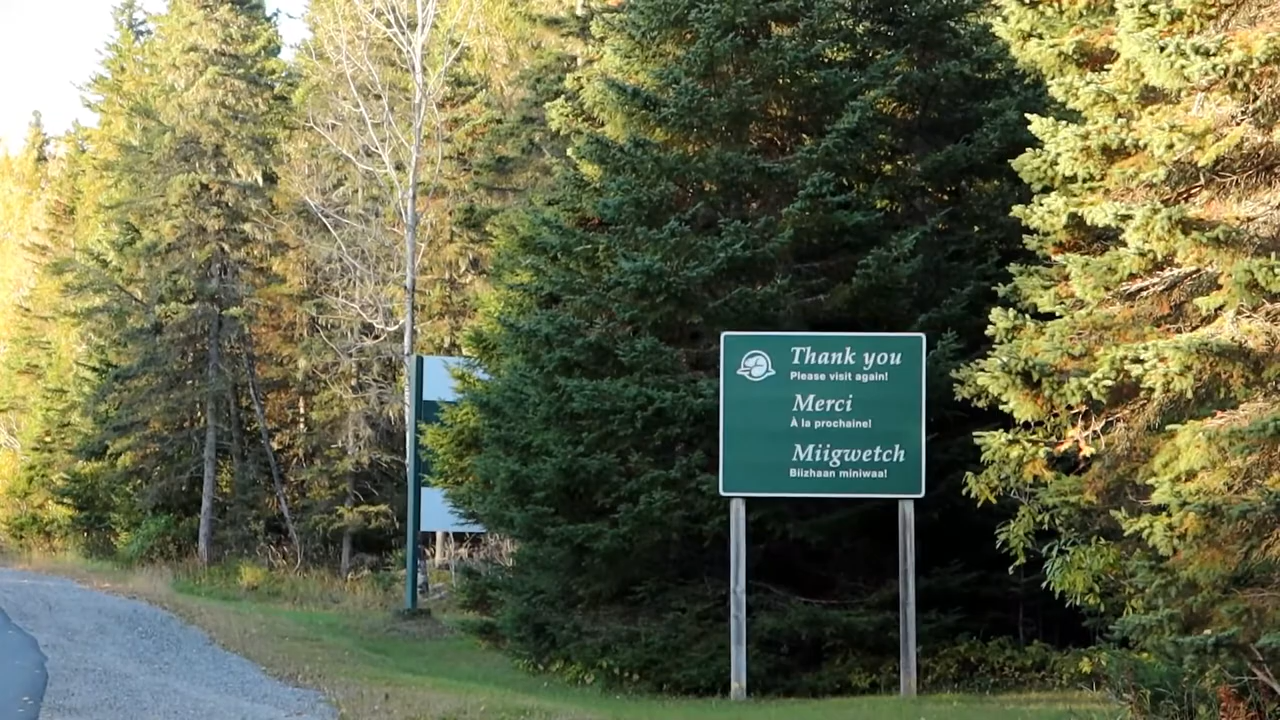 Thank you
Please visit again!
Merci
À la prochaine!
Miigwetch
Biizhaan miniwaa!